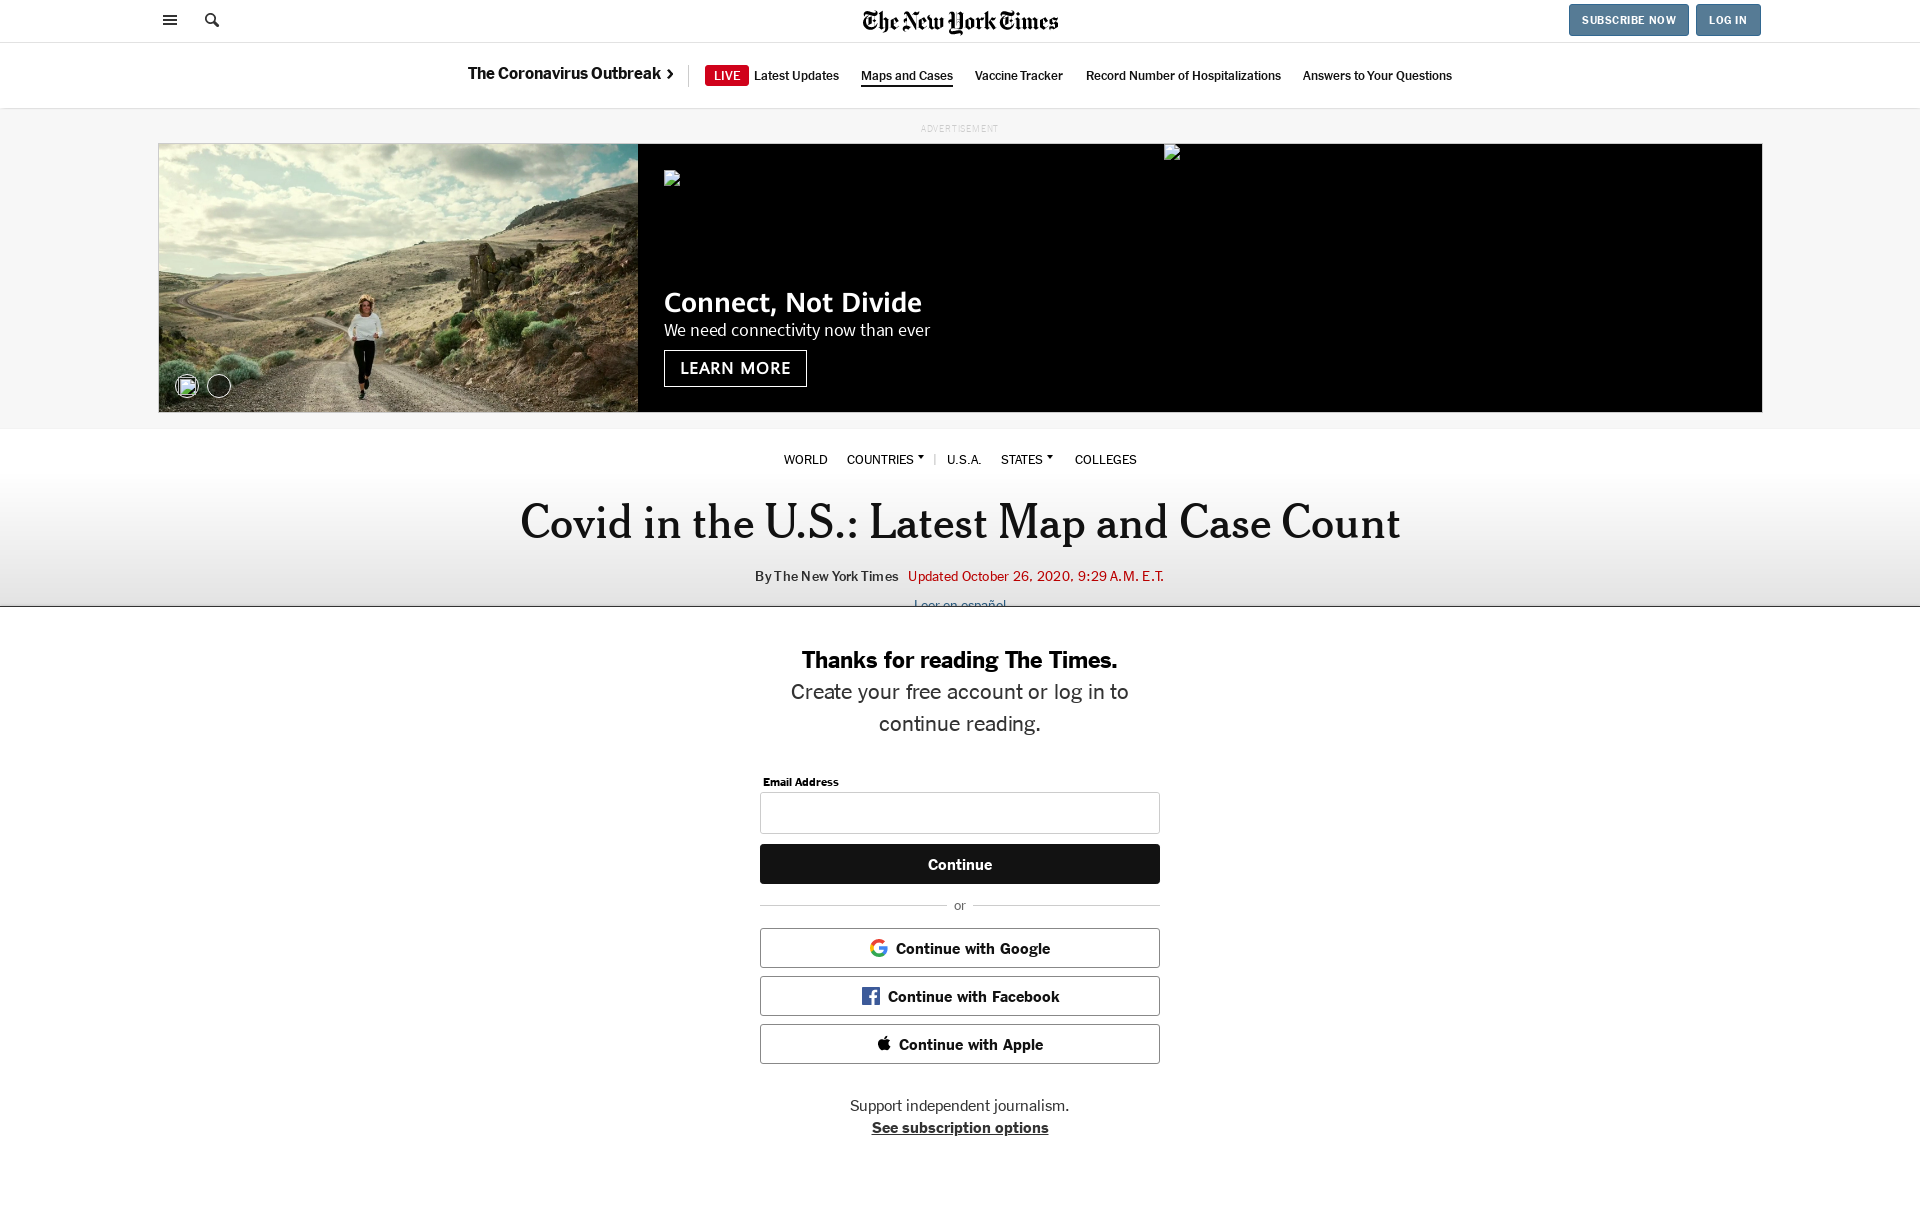 The New York Times
SUBSCRIBE NOW
LOG IN
The Coronavirus Outbreak
LIVE Latest Updates
Maps and Cases
Vaccine Tracker
Record Number of Hospitalizations
Answers to Your Questions
ADVERTISEMENT
Connect, Not Divide
We need connectivity now than ever
LEARN MORE
WORLD
COUNTRIES
U.S.A.
STATES
COLLEGES
Covid in the U.S.: Latest Map and Case Count
By The New York Times Updated October 26, 2020, 9:29 A.M. E.T.
Leer en español
Thanks for reading The Times.
Create your free account or log in to
continue reading.
Email Address
Continue
or
Continue with Google
Continue with Facebook
Continue with Apple
Support independent journalism.
See subscription options